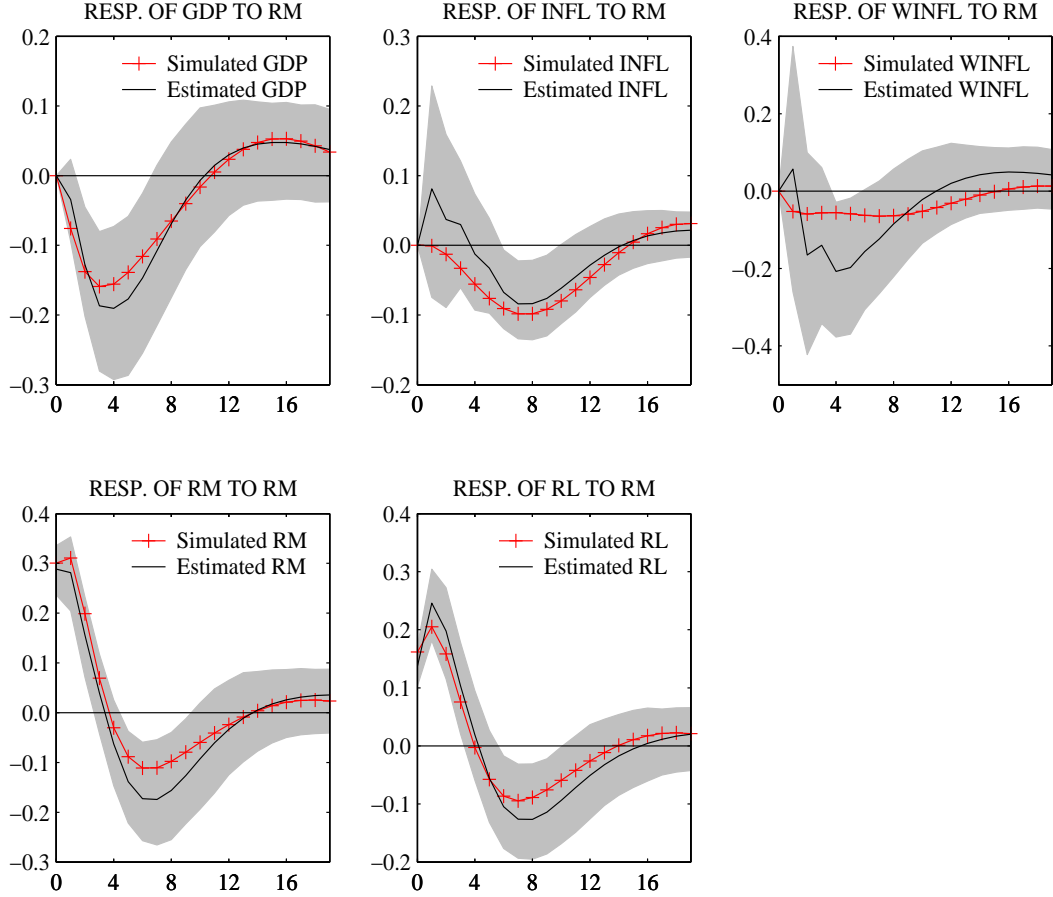 RESP. OF GDP TO RM
0.2
0.1
0.0
−0.1
−0.2
−0.3
Simulated GDP
Estimated GDP
0 4 8 12 16
RESP. OF INFL TO RM
0.3
0.2
0.1
0.0
−0.1
−0.2
Simulated INFL
Estimated INFL
0 4 8 12 16
RESP. OF WINFL TO RM
0.4
0.2
0.0
−0.2
−0.4
Simulated WINFL
Estimated WINFL
0 4 8 12 16
RESP. OF RM TO RM
0.4
0.3
0.2
0.1
0.0
−0.1
−0.2
−0.3
Simulated RM
Estimated RM
0 4 8 12 16
RESP. OF RL TO RM
0.4
0.3
0.2
0.1
0.0
−0.1
−0.2
Simulated RL
Estimated RL
0 4 8 12 16